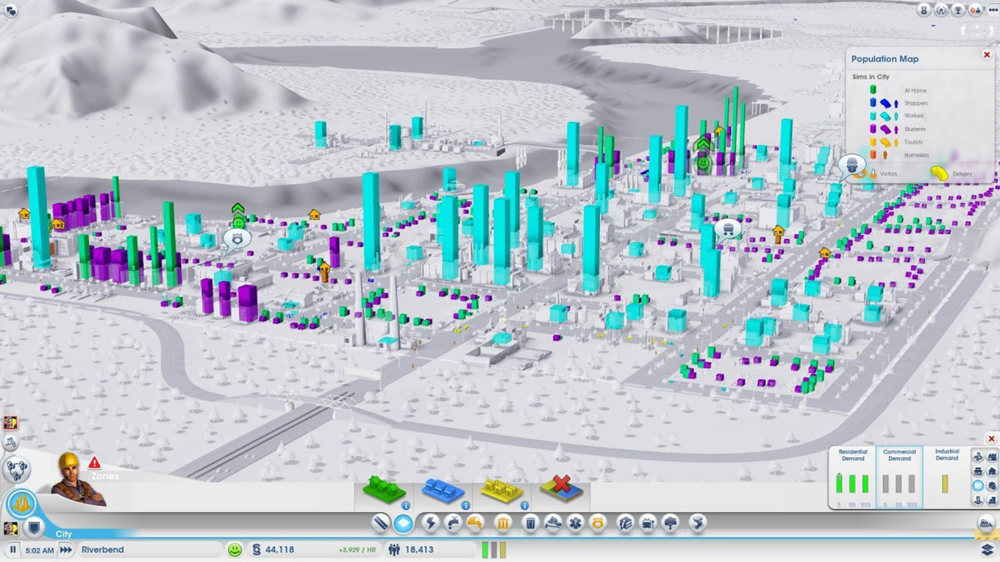 Population Map
Sims in City
At Home
Shoppers
Workers
Students
Tourists
Homeless
Visitors
Delivery
Zones
Residential Demand
Commercial Demand
Industrial Demand
$ $$ $$$
$ $$ $$$
City
5:02 AM
Riverbend
44,118
+3,929 / HR
18,413